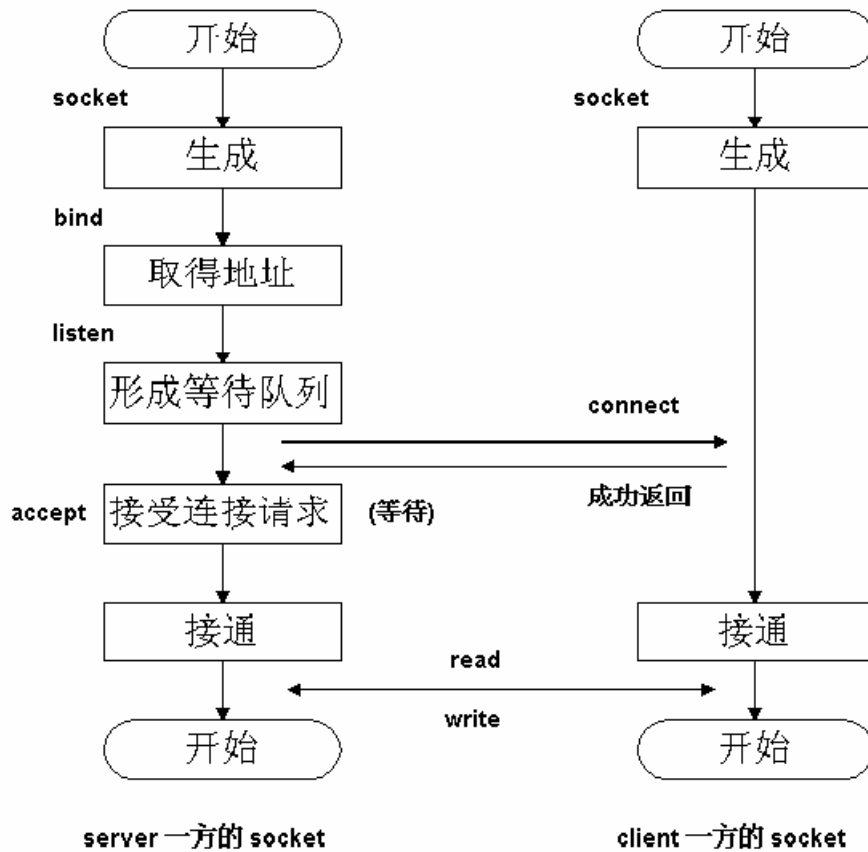 开始
开始
socket
socket
生成
生成
bind
取得地址
listen
形成等待队列
connect
成功返回
accept
接受连接请求
(等待)
接通
接通
read
write
开始
开始
server 一方的 socket
client 一方的 socket